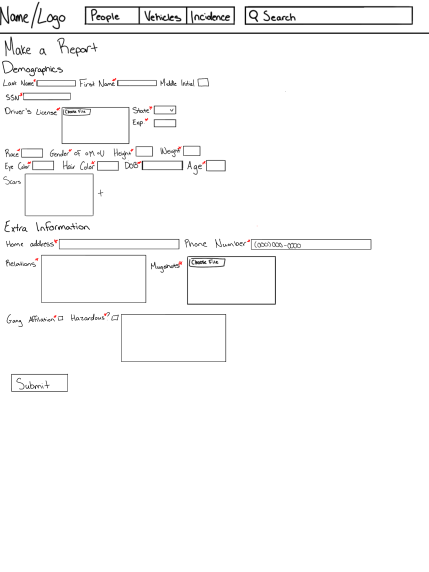 Name/Logo People Vehicles Incidence Search
Make a Report
Demographics
Last Name* First Name* Middle Initial
SSN*
Driver's License* Choose File State* v
Exp*
Race* Gender* oF oM oU Height* Weight*
Eye Color* Hair Color* DOB* Age*
Scars +
Extra Information
Home address* Phone Number* (000)000-0000
Relations* Mugshots* Choose File
Gang Affiliation* Hazardous*?
Submit